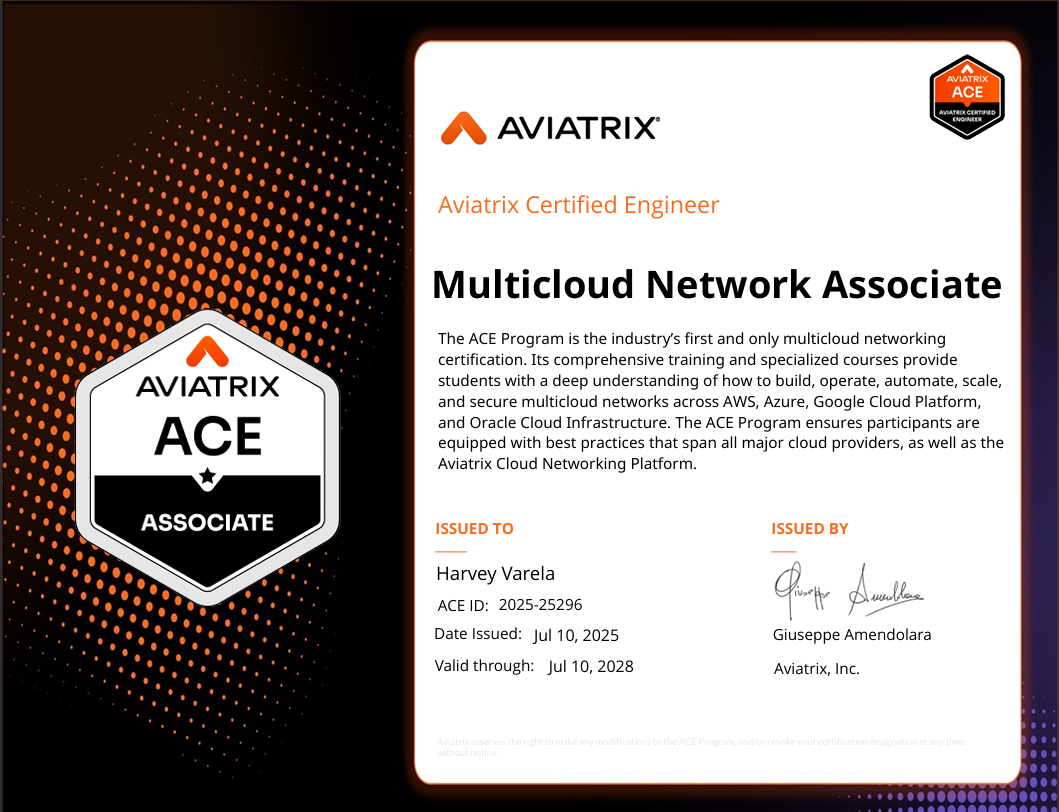 AVIATRIX
ACE
AVIATRIX CERTIFIED
ENGINEER
AVIATRIX®
Aviatrix Certified Engineer
Multicloud Network Associate
The ACE Program is the industry’s first and only multicloud networking
certification. Its comprehensive training and specialized courses provide
students with a deep understanding of how to build, operate, automate, scale,
and secure multicloud networks across AWS, Azure, Google Cloud Platform,
and Oracle Cloud Infrastructure. The ACE Program ensures participants are
equipped with best practices that span all major cloud providers, as well as the
Aviatrix Cloud Networking Platform.
AVIATRIX
ACE
ASSOCIATE
ISSUED TO
Harvey Varela
ACE ID: 2025-25296
Date Issued: Jul 10, 2025
Valid through: Jul 10, 2028
ISSUED BY
Giuseppe Amendolara
Giuseppe Amendolara
Aviatrix, Inc.
Aviatrix reserves the right to make any modifications to the ACE Program, and/or revoke your certification designation at any time,
without notice.